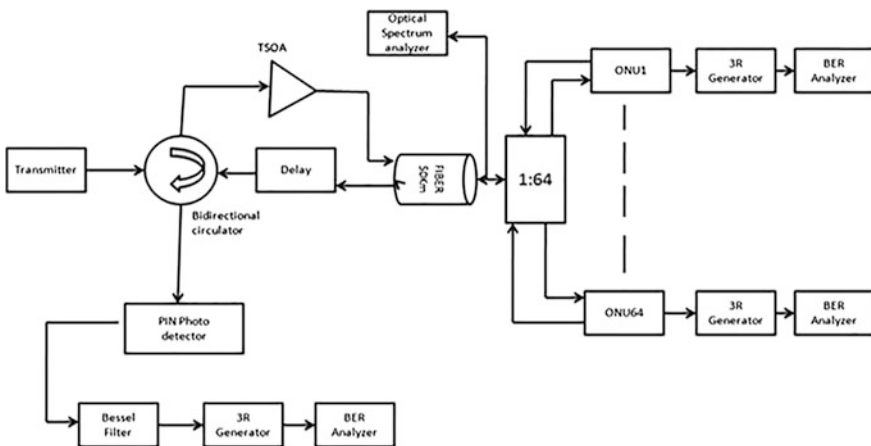 Optical
Spectrum
analyzer
TSOA
ONU1
3R
Generator
BER
Analyzer
Transmitter
Delay
FIBER
50Km
1:64
Bidirectional
circulator
PIN Photo
detector
ONU64
3R
Generator
BER
Analyzer
Bessel
Filter
3R
Generator
BER
Analyzer